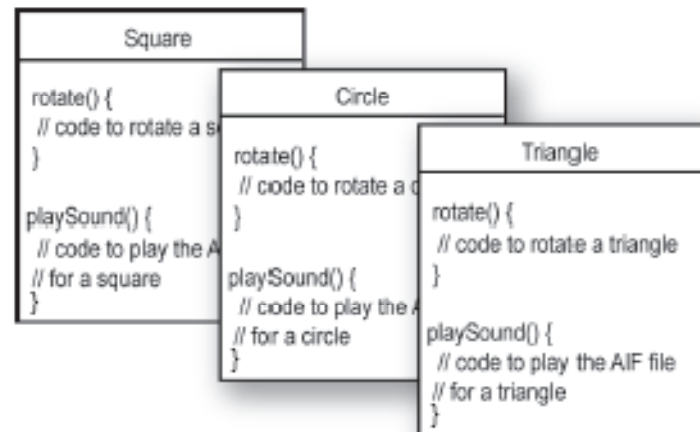 Square
rotate() {
// code to rotate a
}
playSound() {
// code to play the
// for a square
}
Circle
rotate() {
// code to rotate a
}
playSound() {
// code to play the
// for a circle
}
Triangle
rotate() {
// code to rotate a triangle
}
playSound() {
// code to play the AIF file
// for a triangle
}